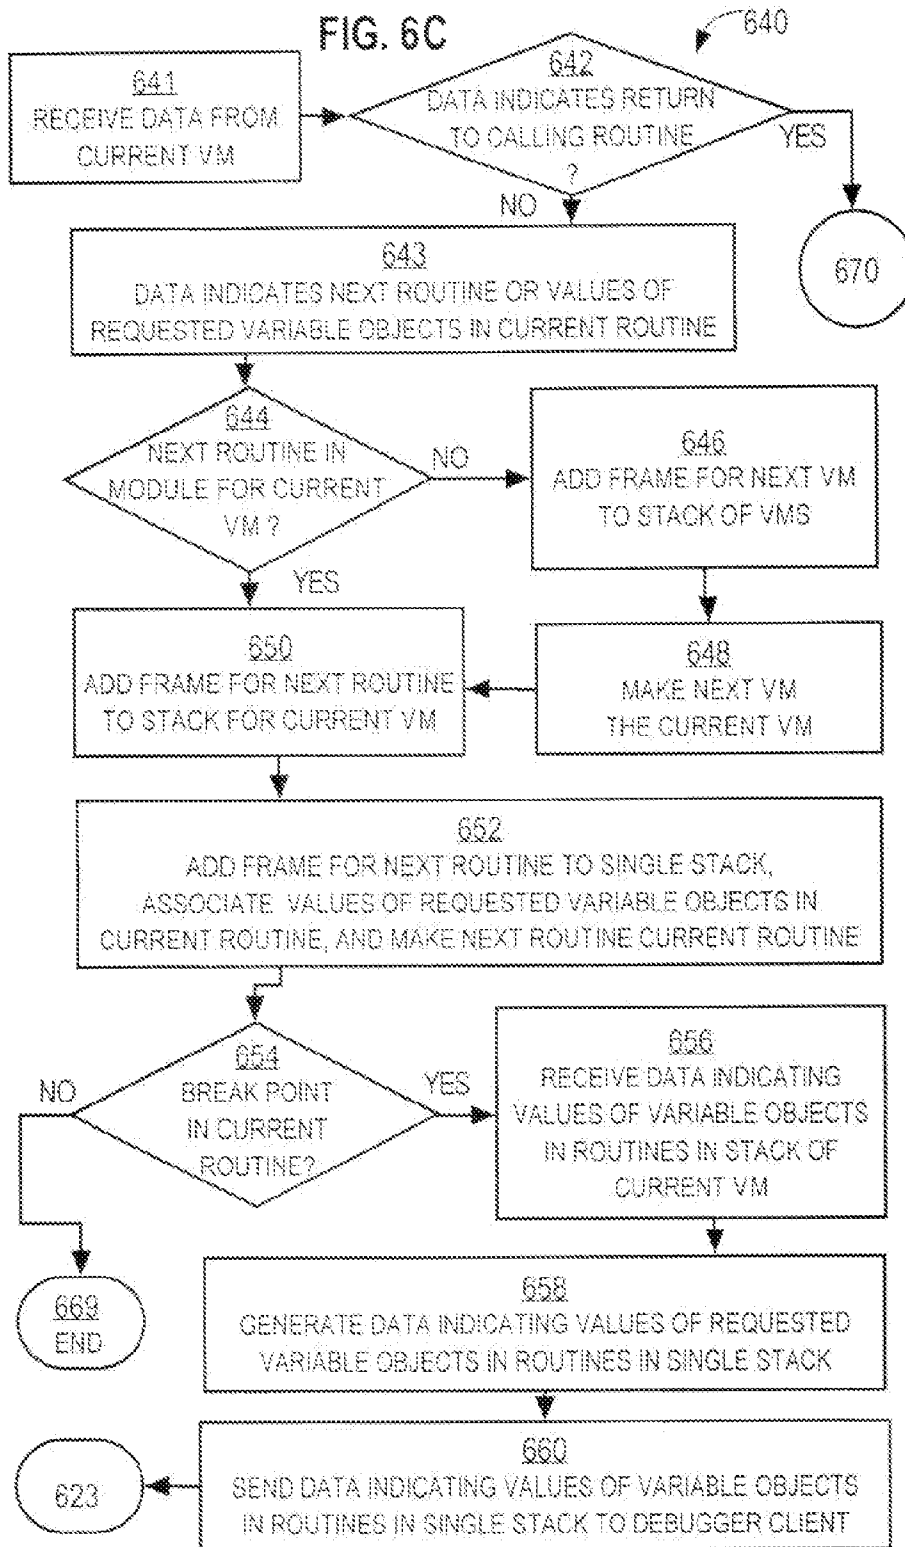 FIG. 6C
640
641
RECEIVE DATA FROM
CURRENT VM
642
DATA INDICATES RETURN
TO CALLING ROUTINE
?
YES
NO
670
643
DATA INDICATES NEXT ROUTINE OR VALUES OF
REQUESTED VARIABLE OBJECTS IN CURRENT ROUTINE
644
NEXT ROUTINE IN
MODULE FOR CURRENT
VM ?
NO
YES
646
ADD FRAME FOR NEXT VM
TO STACK OF VMS
648
MAKE NEXT VM
THE CURRENT VM
650
ADD FRAME FOR NEXT ROUTINE
TO STACK FOR CURRENT VM
652
ADD FRAME FOR NEXT ROUTINE TO SINGLE STACK,
ASSOCIATE VALUES OF REQUESTED VARIABLE OBJECTS IN
CURRENT ROUTINE, AND MAKE NEXT ROUTINE CURRENT ROUTINE
654
BREAK POINT
IN CURRENT
ROUTINE?
NO
YES
656
RECEIVE DATA INDICATING
VALUES OF VARIABLE OBJECTS
IN ROUTINES IN STACK OF
CURRENT VM
669
END
658
GENERATE DATA INDICATING VALUES OF REQUESTED
VARIABLE OBJECTS IN ROUTINES IN SINGLE STACK
660
SEND DATA INDICATING VALUES OF VARIABLE OBJECTS
IN ROUTINES IN SINGLE STACK TO DEBUGGER CLIENT
623